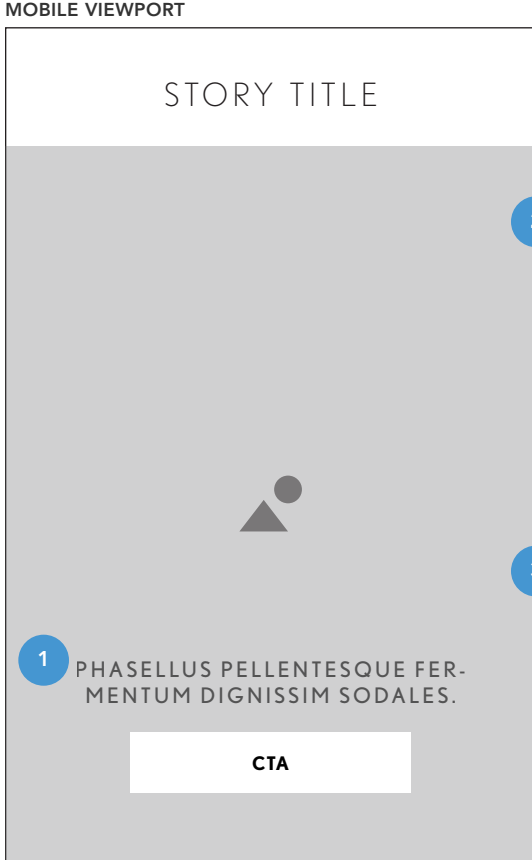 MOBILE VIEWPORT
STORY TITLE
1
PHASELLUS PELLENTESQUE FER-
MENTUM DIGNISSIM SODALES.
CTA